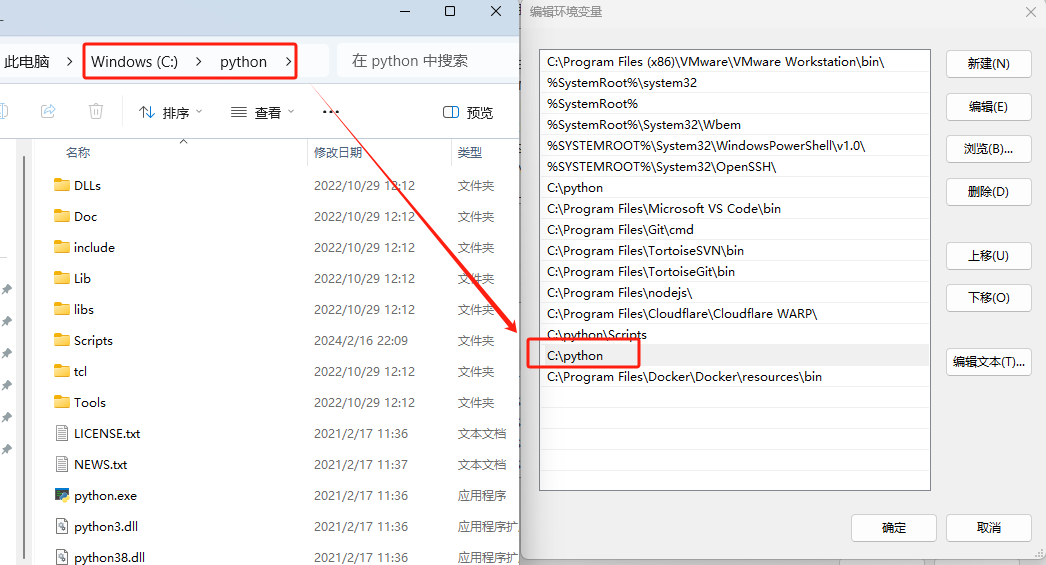 此电脑 > Windows (C:) > python >
在 python 中搜索
排序
查看
...
预览
名称 修改日期 类型
DLLs 2022/10/29 12:12 文件夹
Doc 2022/10/29 12:12 文件夹
include 2022/10/29 12:12 文件夹
Lib 2022/10/29 12:12 文件夹
libs 2022/10/29 12:12 文件夹
Scripts 2024/2/16 22:09 文件夹
tcl 2022/10/29 12:12 文件夹
Tools 2022/10/29 12:12 文件夹
LICENSE.txt 2021/2/17 11:36 文本文档
NEWS.txt 2021/2/17 11:37 文本文档
python.exe 2021/2/17 11:36 应用程序
python3.dll 2021/2/17 11:36 应用程序扩
python38.dll 2021/2/17 11:36 应用程序扩
编辑环境变量
C:\Program Files (x86)\VMware\VMware Workstation\bin\
%SystemRoot%\system32
%SystemRoot%
%SystemRoot%\System32\Wbem
%SYSTEMROOT%\System32\WindowsPowerShell\v1.0\
%SYSTEMROOT%\System32\OpenSSH\
C:\python
C:\Program Files\Microsoft VS Code\bin
C:\Program Files\Git\cmd
C:\Program Files\TortoiseSVN\bin
C:\Program Files\TortoiseGit\bin
C:\Program Files\nodejs\
C:\Program Files\Cloudflare\Cloudflare WARP\
C:\python\Scripts
C:\python
C:\Program Files\Docker\Docker\resources\bin
新建(N)
编辑(E)
浏览(B)...
删除(D)
上移(U)
下移(O)
编辑文本(T)...
确定
取消